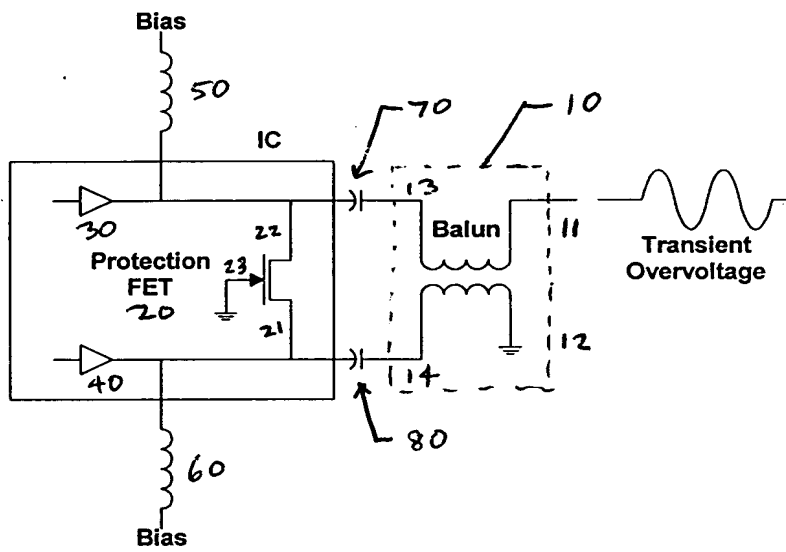 Bias
50
IC
70
10
13
30
22
Balun
11
Protection
FET
20
23
Transient
Overvoltage
21
12
40
14
80
60
Bias